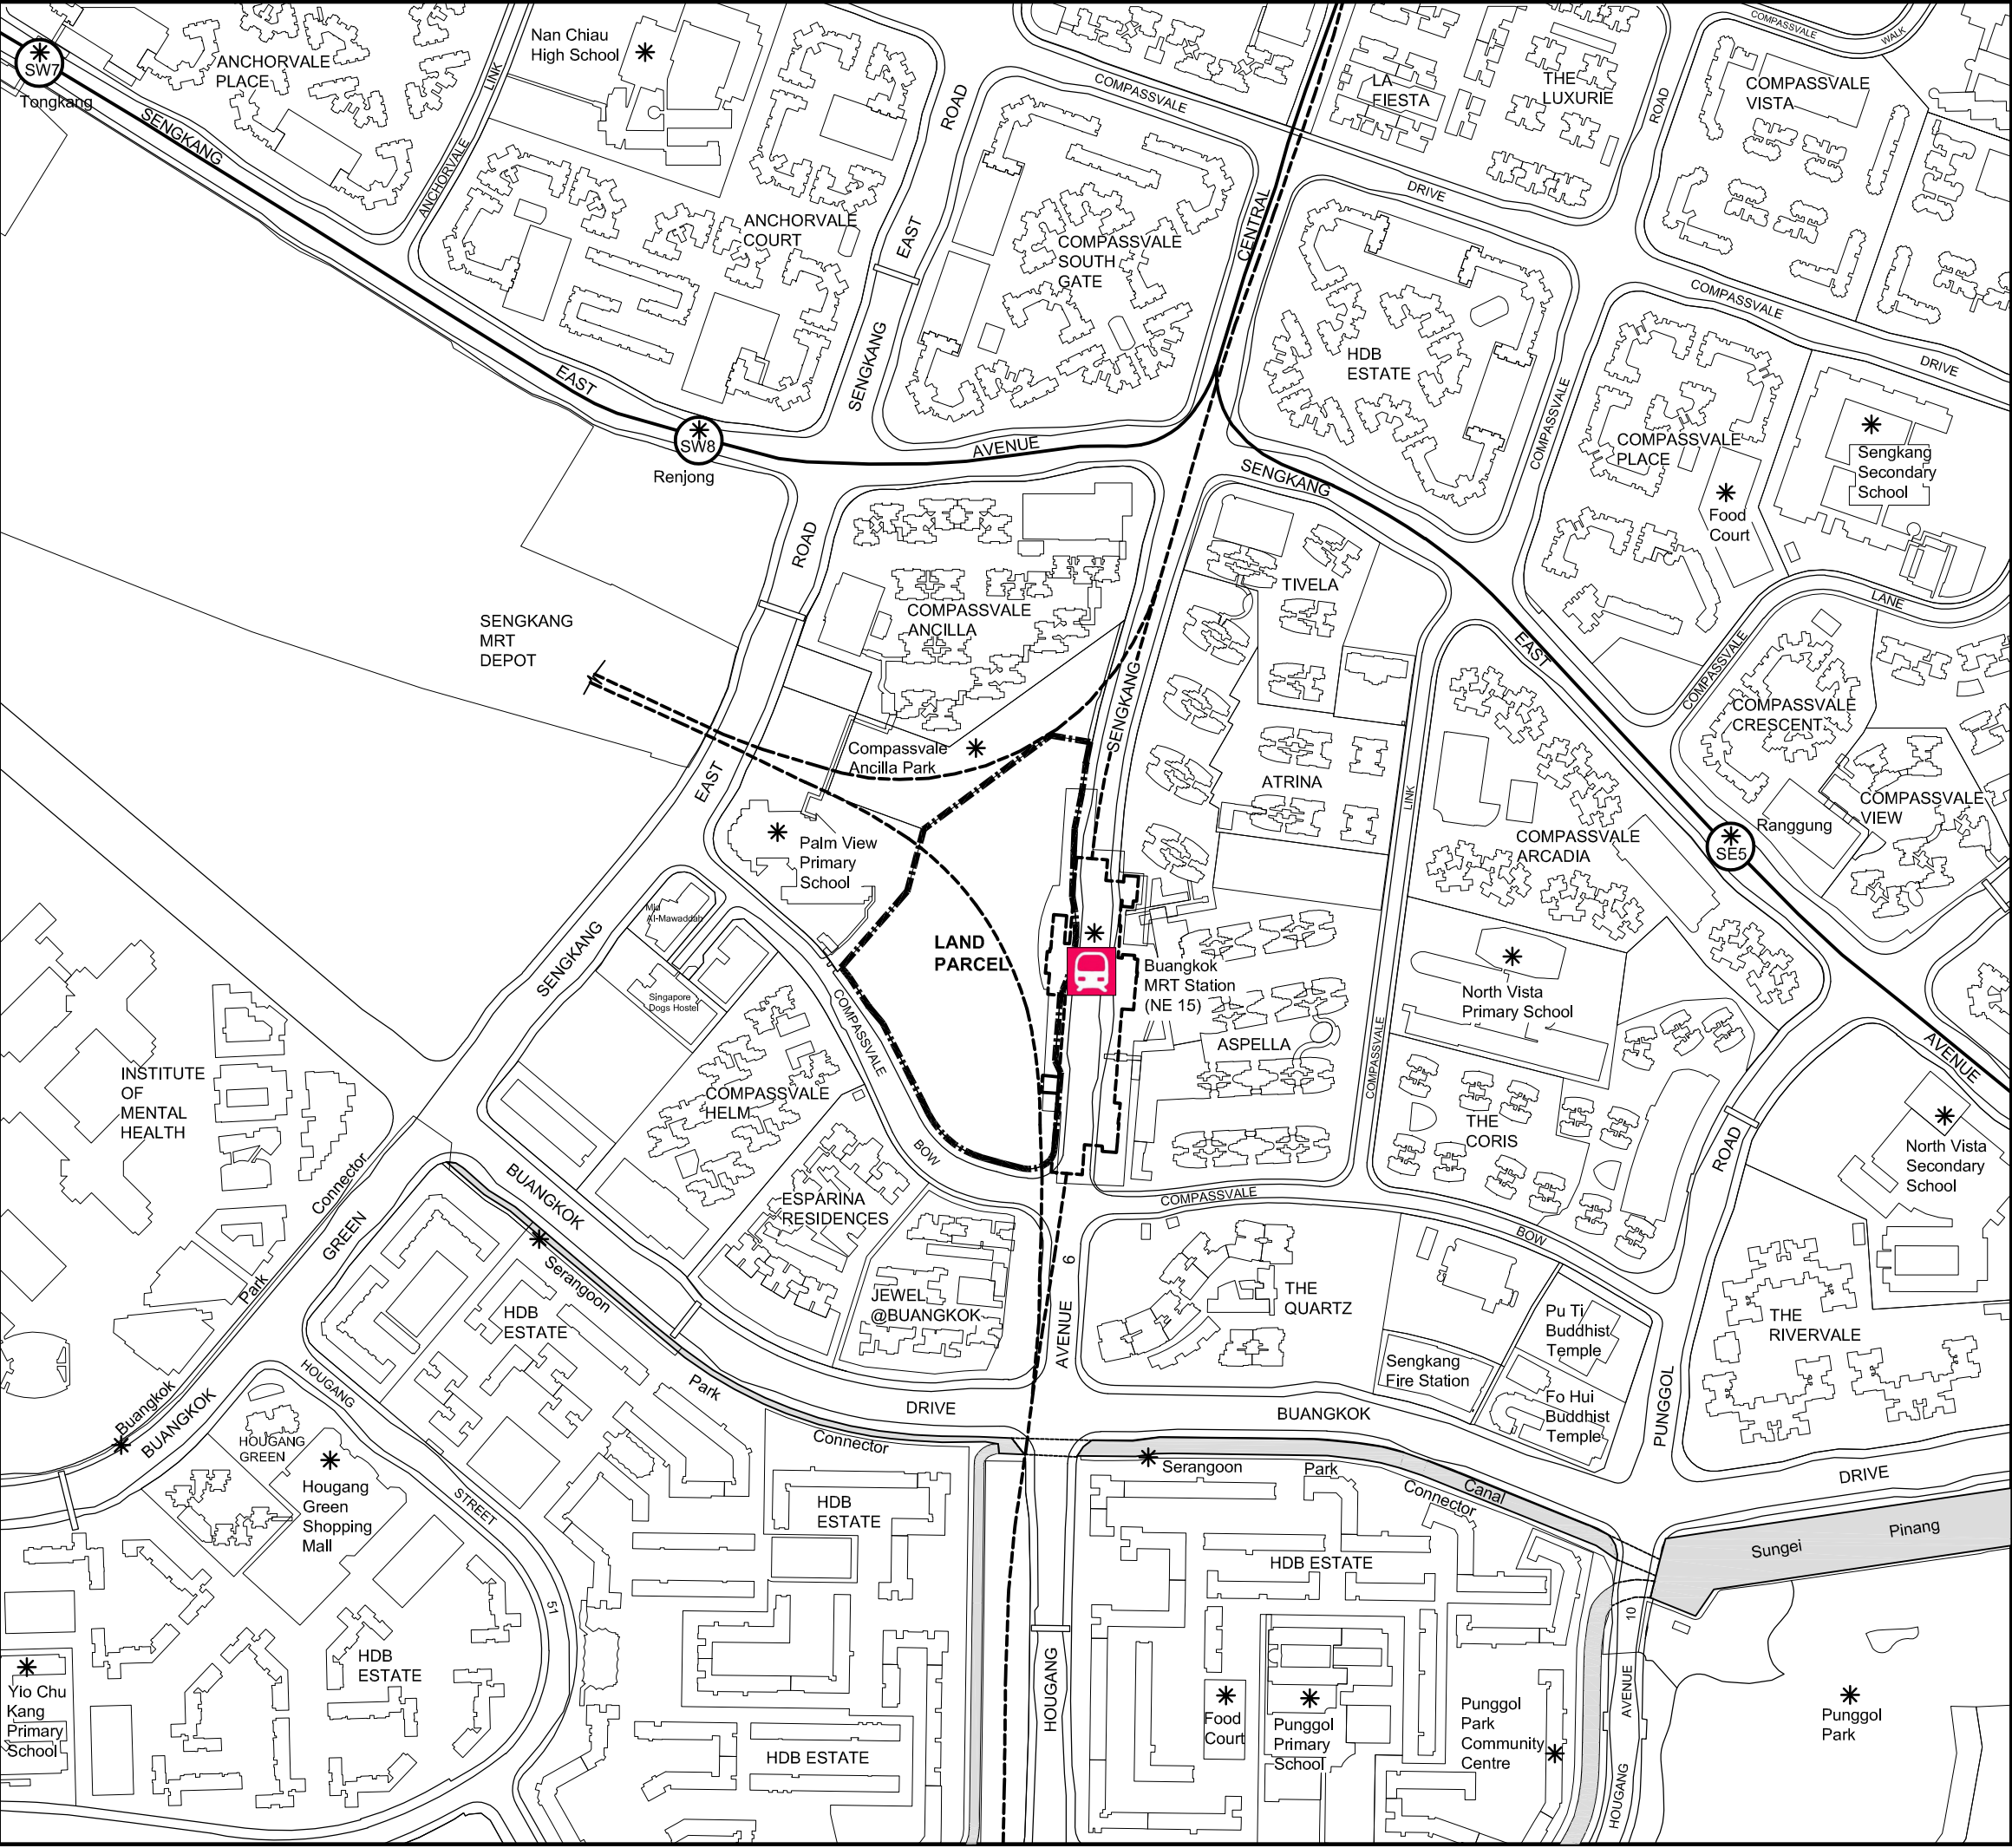 SW7
Tongkang
ANCHORVALE
PLACE
SENGKANG
LINK
ANCHORVALE
Nan Chiau
High School
ANCHORVALE
COURT
ROAD
EAST
SENGKANG
COMPASSVALE
COMPASSVALE
SOUTH
GATE
CENTRAL
LA
FIESTA
THE
LUXURIE
ROAD
COMPASSVALE
WALK
COMPASSVALE
VISTA
DRIVE
COMPASSVALE
DRIVE
HDB
ESTATE
COMPASSVALE
COMPASSVALE
PLACE
Food
Court
Sengkang
Secondary
School
EAST
SW8
Renjong
AVENUE
SENGKANG
ROAD
COMPASSVALE
ANCILLA
TIVELA
SENGKANG
MRT
DEPOT
EAST
LANE
COMPASSVALE
COMPASSVALE
CRESCENT
COMPASSVALE
VIEW
Ranggung
SE5
Compassvale
Ancilla Park
SENGKANG
ATRINA
LINK
COMPASSVALE
ARCADIA
EAST
Palm View
Primary
School
Mld
Al-Mawaddah
SENGKANG
Singapore
Dogs Hostel
LAND
PARCEL
Buangkok
MRT Station
(NE 15)
North Vista
Primary School
ASPELLA
COMPASSVALE
COMPASSVALE
AVENUE
INSTITUTE
OF
MENTAL
HEALTH
COMPASSVALE
HELM
BOW
THE
CORIS
ROAD
North Vista
Secondary
School
Connector
Park
Buangkok
GREEN
BUANGKOK
BUANGKOK
ESPARINA
RESIDENCES
COMPASSVALE
BOW
Serangoon
HDB
ESTATE
JEWEL
@BUANGKOK
6
AVENUE
THE
QUARTZ
Sengkang
Fire Station
Pu Ti
Buddhist
Temple
Fo Hui
Buddhist
Temple
PUNGGOL
THE
RIVERVALE
HOUGANG
STREET
51
HOUGANG
GREEN
Hougang
Green
Shopping
Mall
Park
Connector
DRIVE
BUANGKOK
DRIVE
Serangoon
Park
Connector
Canal
Sungei
Pinang
HDB
ESTATE
HDB ESTATE
HDB
ESTATE
Yio Chu
Kang
Primary
School
HDB ESTATE
HOUGANG
Food
Court
Punggol
Primary
School
Punggol
Park
Community
Centre
10
AVENUE
HOUGANG
Punggol
Park